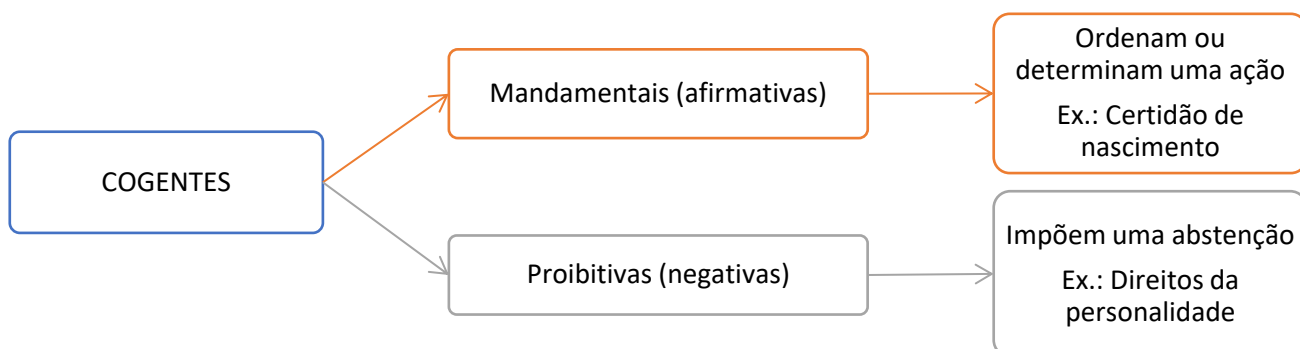 COGENTES
Mandamentais (afirmativas)
Ordenam ou
determinam uma ação
Ex.: Certidão de
nascimento
Proibitivas (negativas)
Impõem uma abstenção
Ex.: Direitos da
personalidade